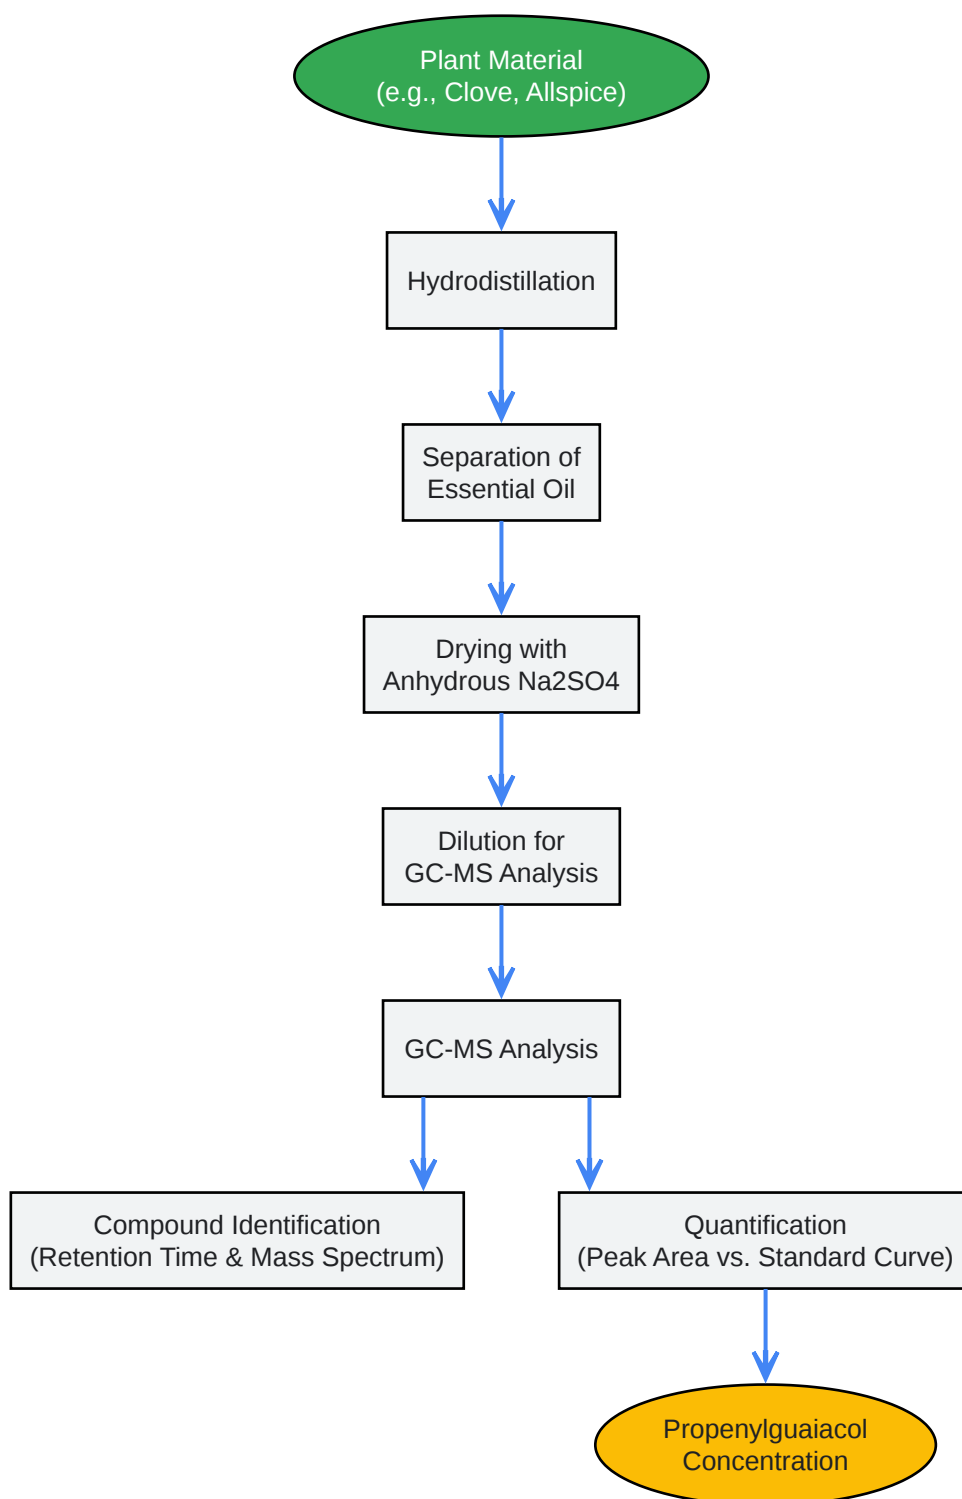 Plant Material
(e.g., Clove, Allspice)
Hydrodistillation
Separation of
Essential Oil
Drying with
Anhydrous Na2SO4
Dilution for
GC-MS Analysis
GC-MS Analysis
Compound Identification
(Retention Time & Mass Spectrum)
Quantification
(Peak Area vs. Standard Curve)
Propenylguaiacol
Concentration